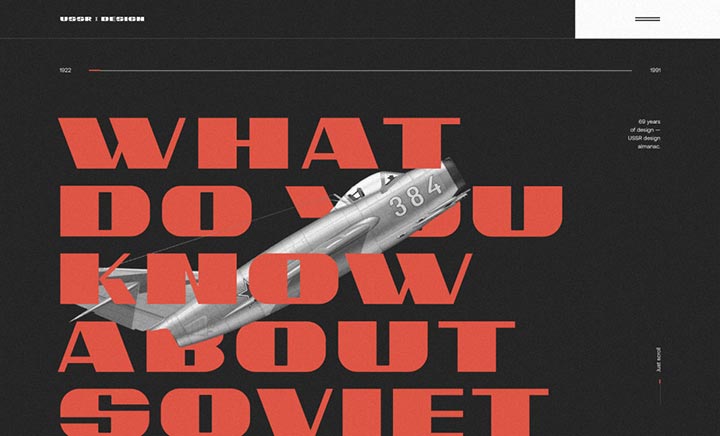 USSR DESIGN
1922
1991
69 years
of design —
USSR design
almanac.
WHAT
DO YOU
KNOW
ABOUT
SOVIET
384
Just scroll